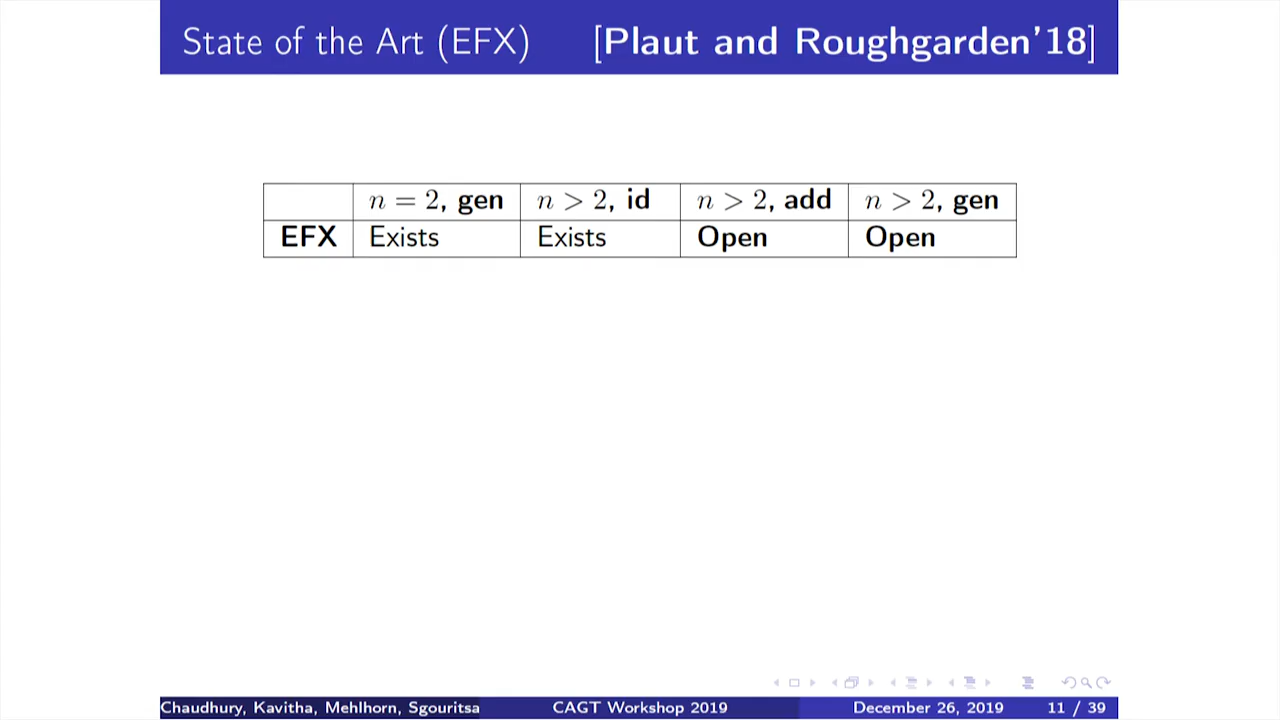 State of the Art (EFX) [Plaut and Roughgarden'18]
n = 2, gen n > 2, id n > 2, add n > 2, gen
EFX Exists Exists Open Open
Chaudhury, Kavitha, Mehlhorn, Sgouritsa CAGT Workshop 2019 December 26, 2019 11 / 39